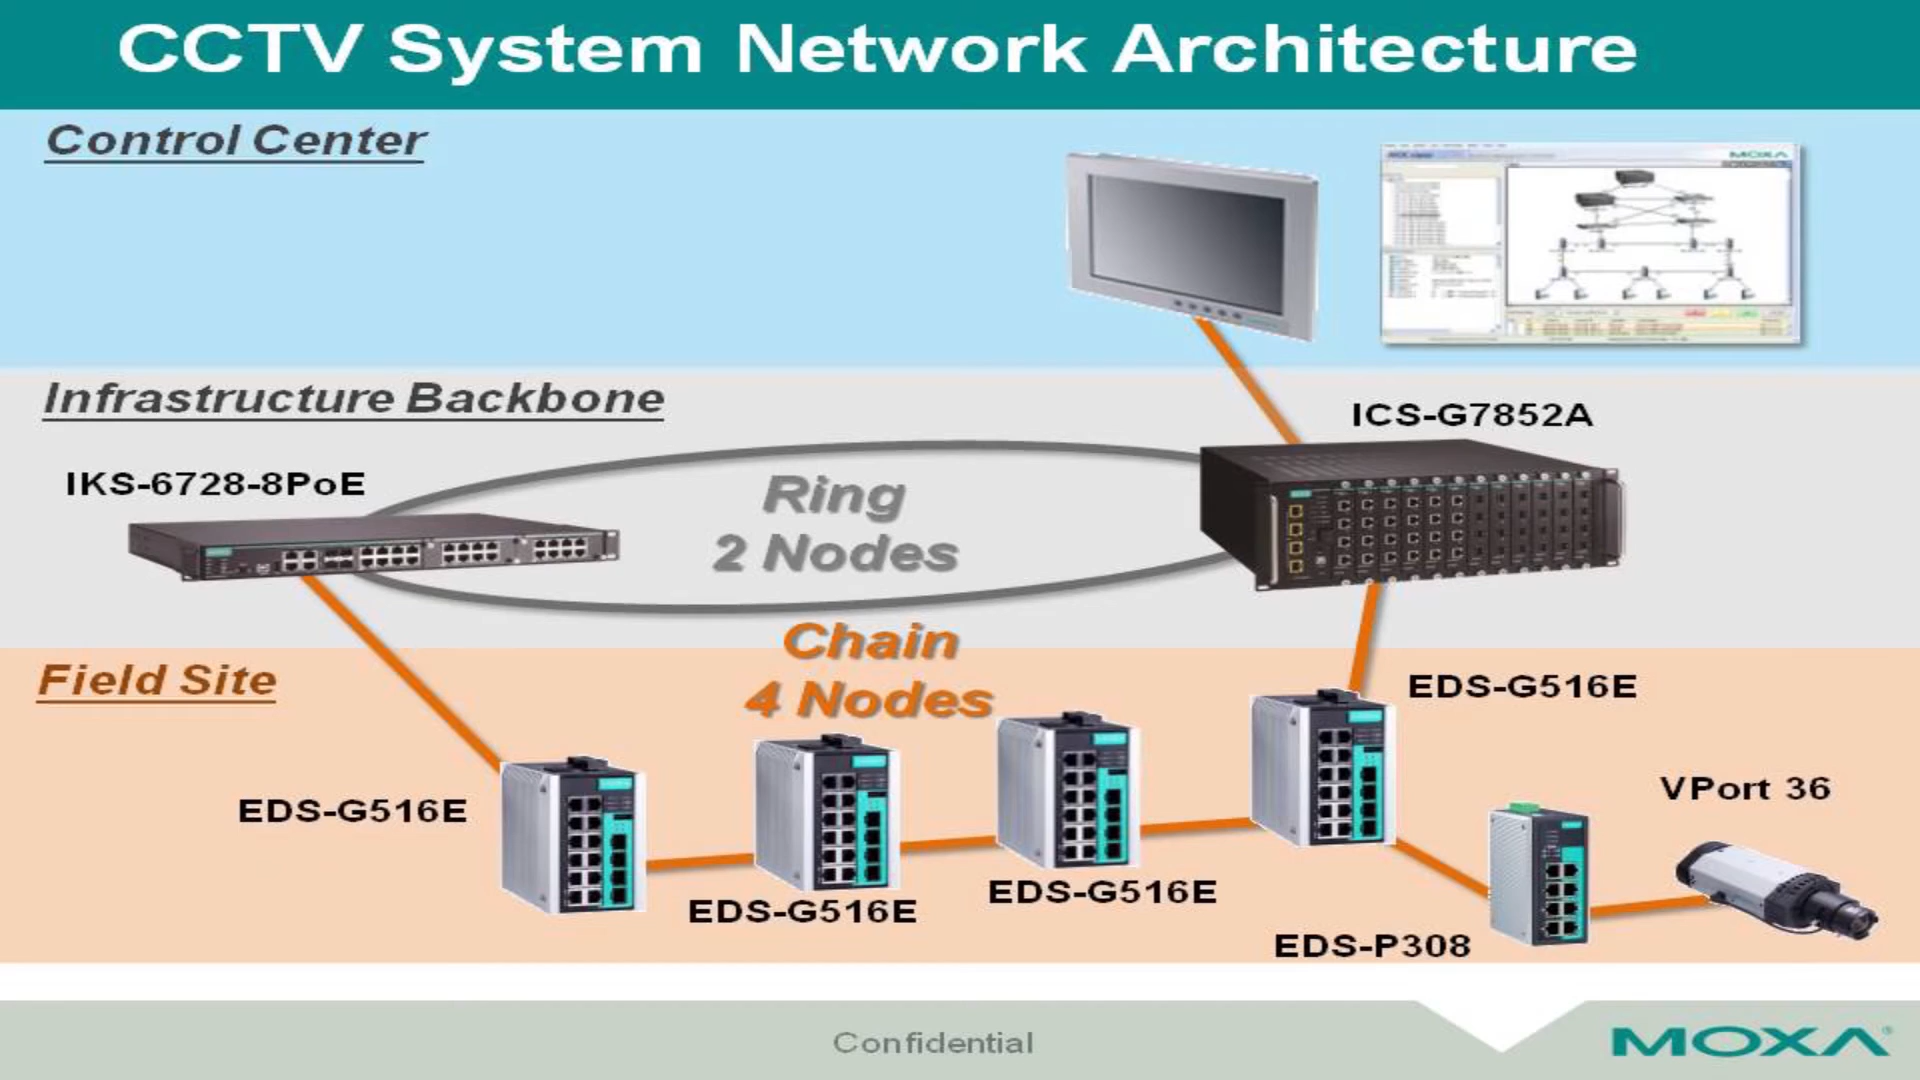 CCTV System Network Architecture
Control Center
MOXA
Infrastructure Backbone
ICS-G7852A
IKS-6728-8PoE
Ring
2 Nodes
Chain
4 Nodes
Field Site
EDS-G516E
VPort 36
EDS-G516E
EDS-G516E
EDS-G516E
EDS-P308
Confidential
MOXA